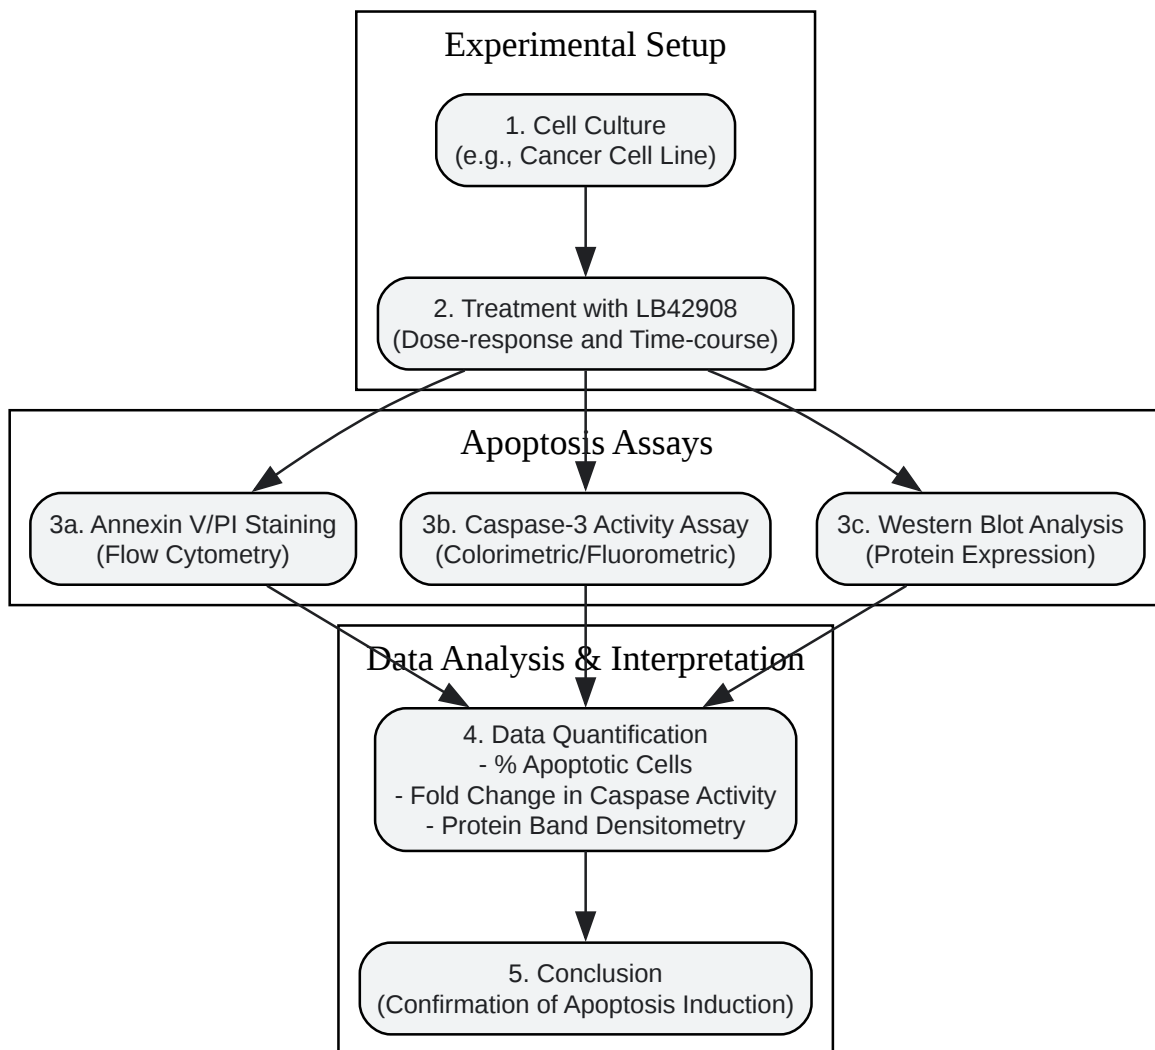 Experimental Setup
1. Cell Culture
(e.g., Cancer Cell Line)
2. Treatment with LB42908
(Dose-response and Time-course)
Apoptosis Assays
3a. Annexin V/PI Staining
(Flow Cytometry)
3b. Caspase-3 Activity Assay
(Colorimetric/Fluorometric)
3c. Western Blot Analysis
(Protein Expression)
Data Analysis & Interpretation
4. Data Quantification
- % Apoptotic Cells
- Fold Change in Caspase Activity
- Protein Band Densitometry
5. Conclusion
(Confirmation of Apoptosis Induction)